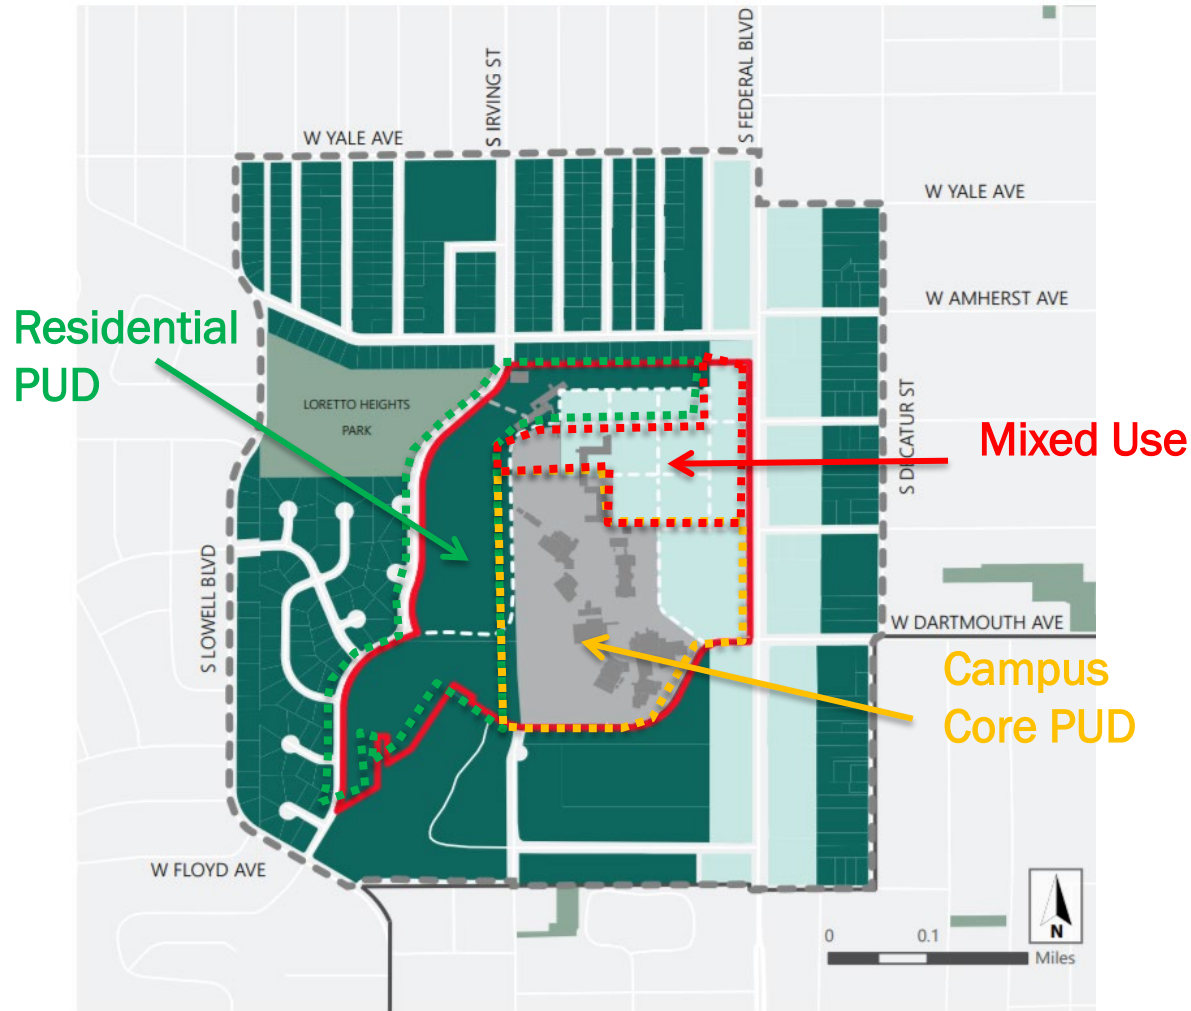 S IRVING ST
S FEDERAL BLVD
W YALE AVE
W YALE AVE
W AMHERST AVE
Residential
PUD
LORETTO HEIGHTS
PARK
S DECATUR ST
Mixed Use
S LOWELL BLVD
W DARTMOUTH AVE
Campus
Core PUD
W FLOYD AVE
N
0 0.1
Miles